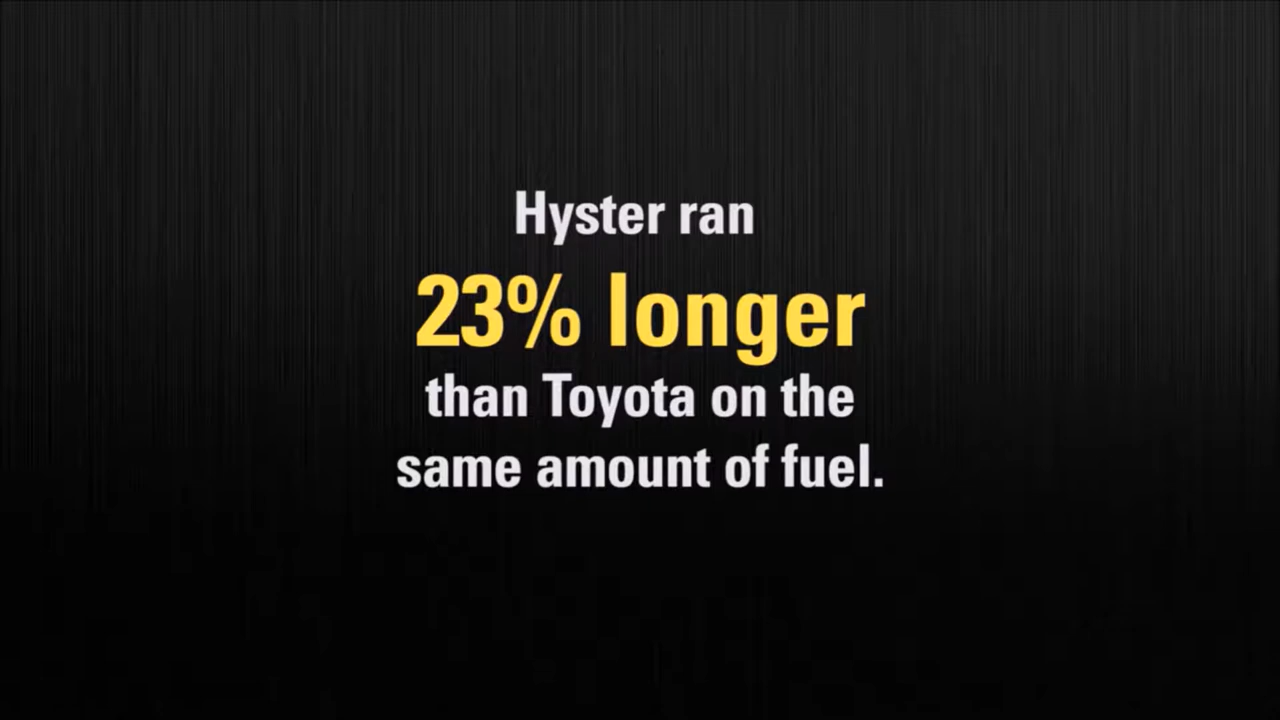 Hyster ran
23% longer
than Toyota on the
same amount of fuel.